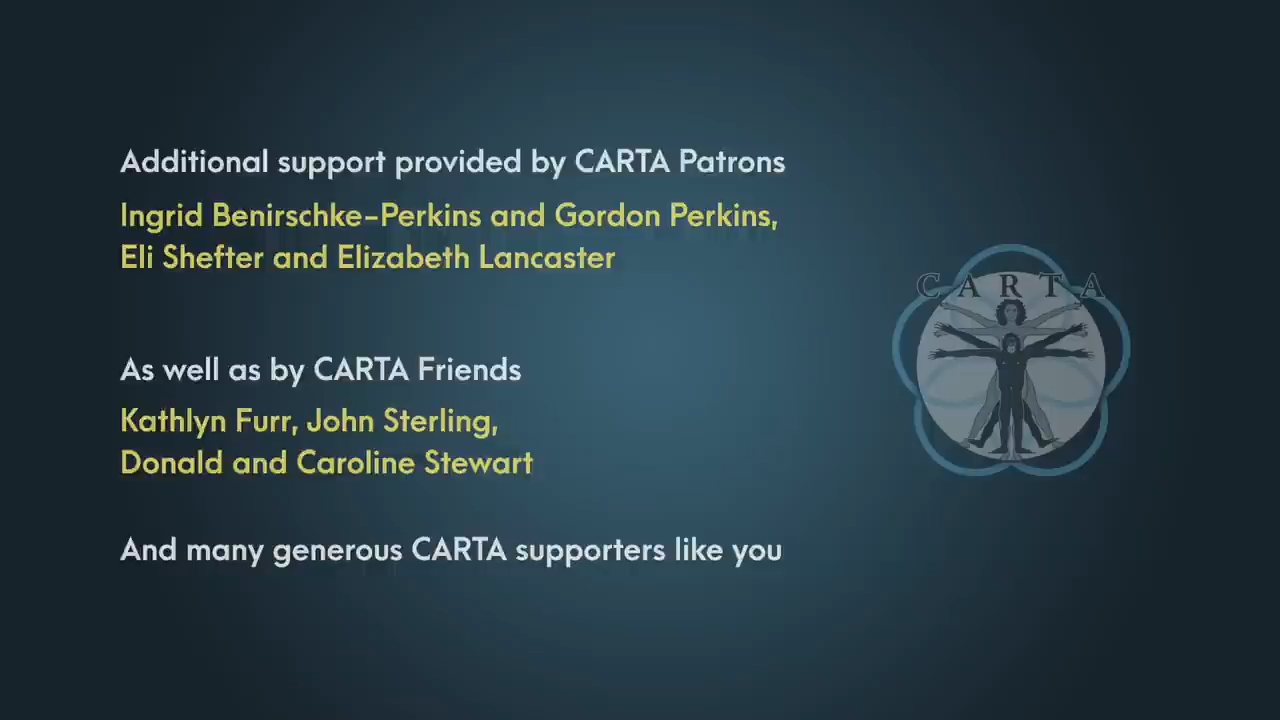 Additional support provided by CARTA Patrons
Ingrid Benirschke-Perkins and Gordon Perkins,
Eli Shefter and Elizabeth Lancaster
CARTA
As well as by CARTA Friends
Kathlyn Furr, John Sterling,
Donald and Caroline Stewart
And many generous CARTA supporters like you